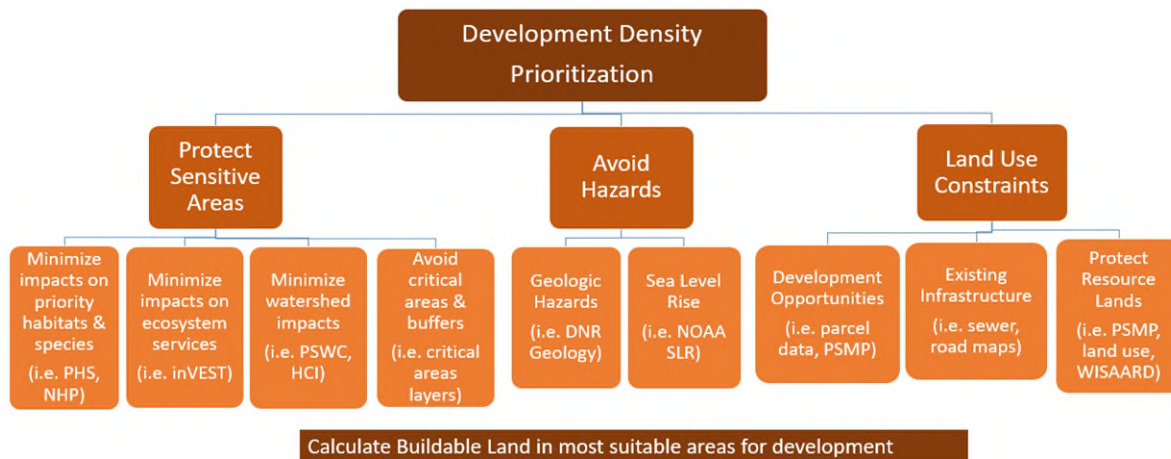 Development Density
Prioritization
Protect
Sensitive
Areas
Avoid
Hazards
Land Use
Constraints
Minimize
impacts on
priority
habitats &
species
(i.e. PHS,
NHP)
Minimize
impacts on
ecosystem
services
(i.e. inVEST)
Minimize
watershed
impacts
(i.e. PSWC,
HCI)
Avoid
critical
areas &
buffers
(i.e. critical
areas
layers)
Geologic
Hazards
(i.e. DNR
Geology)
Sea Level
Rise
(i.e. NOAA
SLR)
Development
Opportunities
(i.e. parcel
data, PSMP)
Existing
Infrastructure
(i.e. sewer,
road maps)
Protect
Resource
Lands
(i.e. PSMP,
land use,
WISAARD)
Calculate Buildable Land in most suitable areas for development